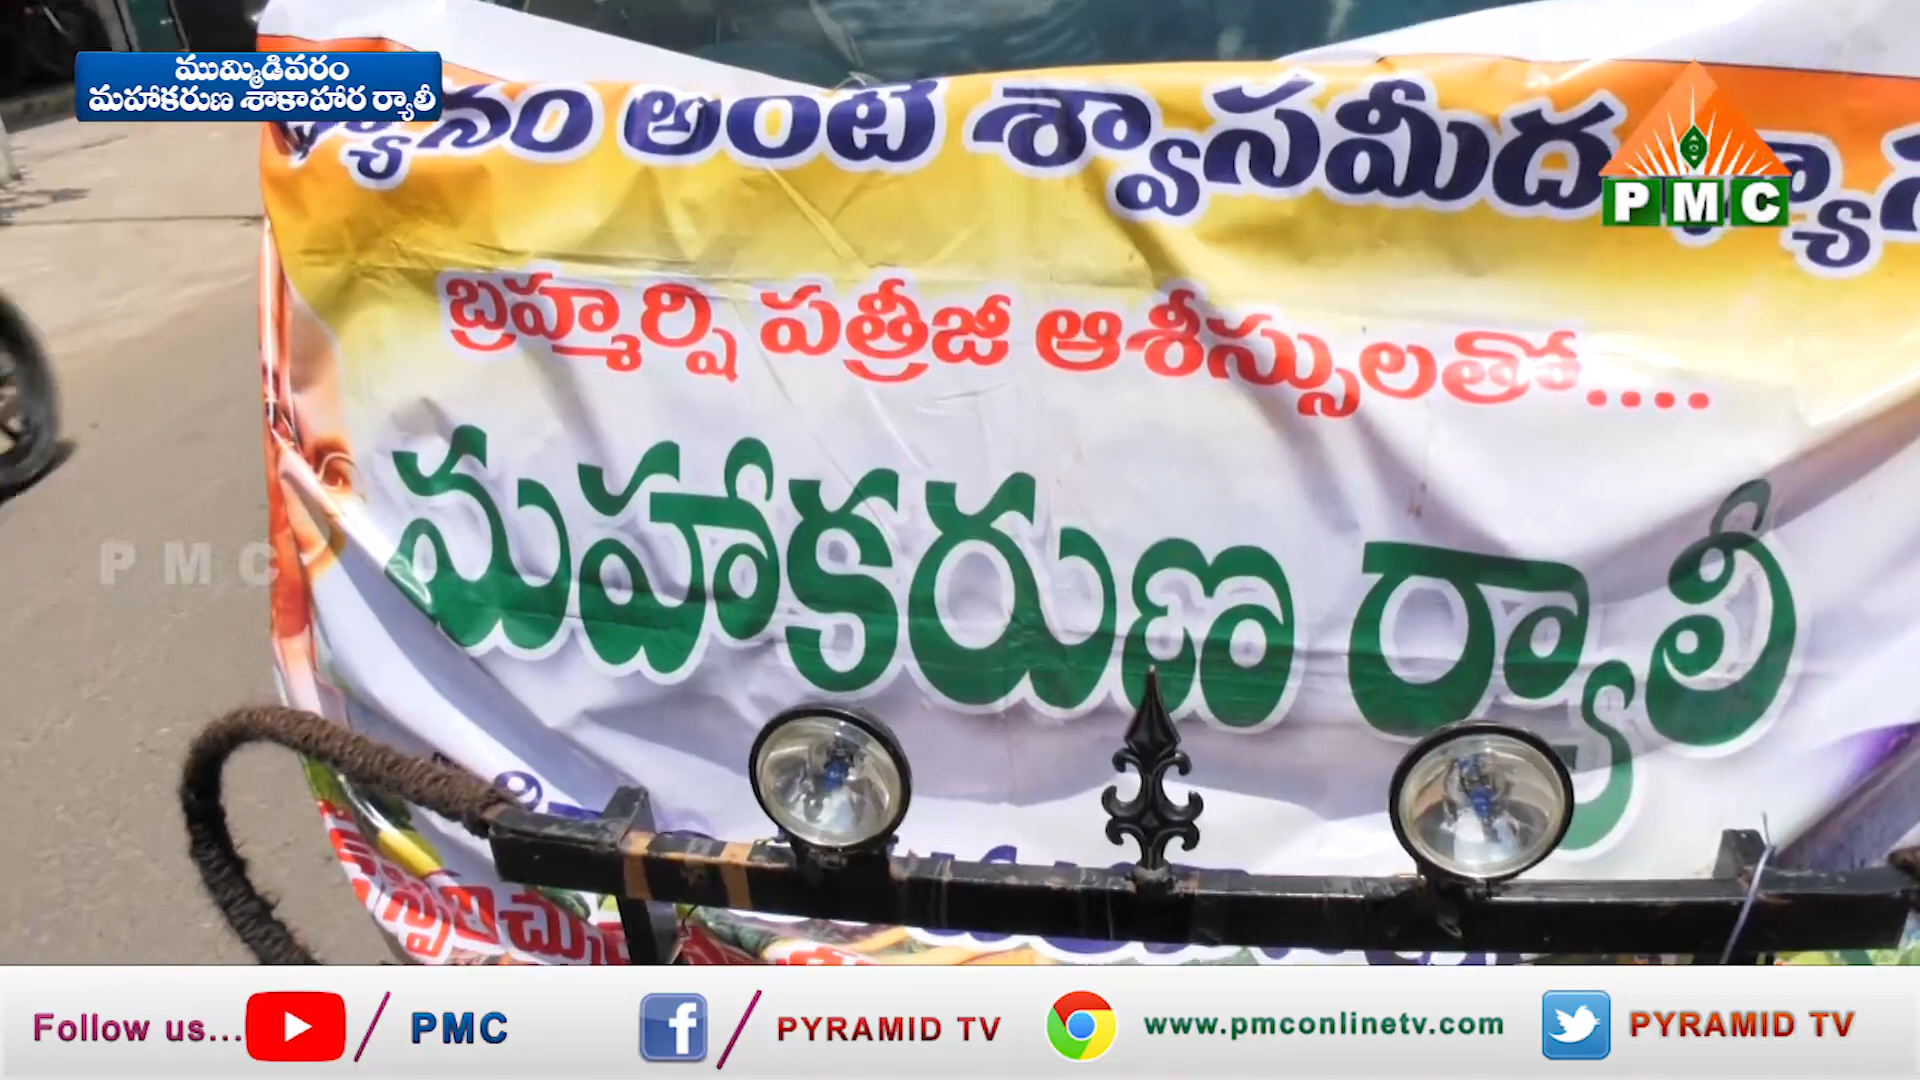 ముమ్మిడివరం
మహాకరుణ శాకాహార ర్యాలీ
ధ్యానం అంటే శ్వాసమీద
PMC
బ్రహ్మర్షి పత్రీజీ ఆశీస్సులతో....
మహాకరుణ ర్యాలీ
PMC
Follow us... PMC PYRAMID TV www.pmconlinetv.com PYRAMID TV